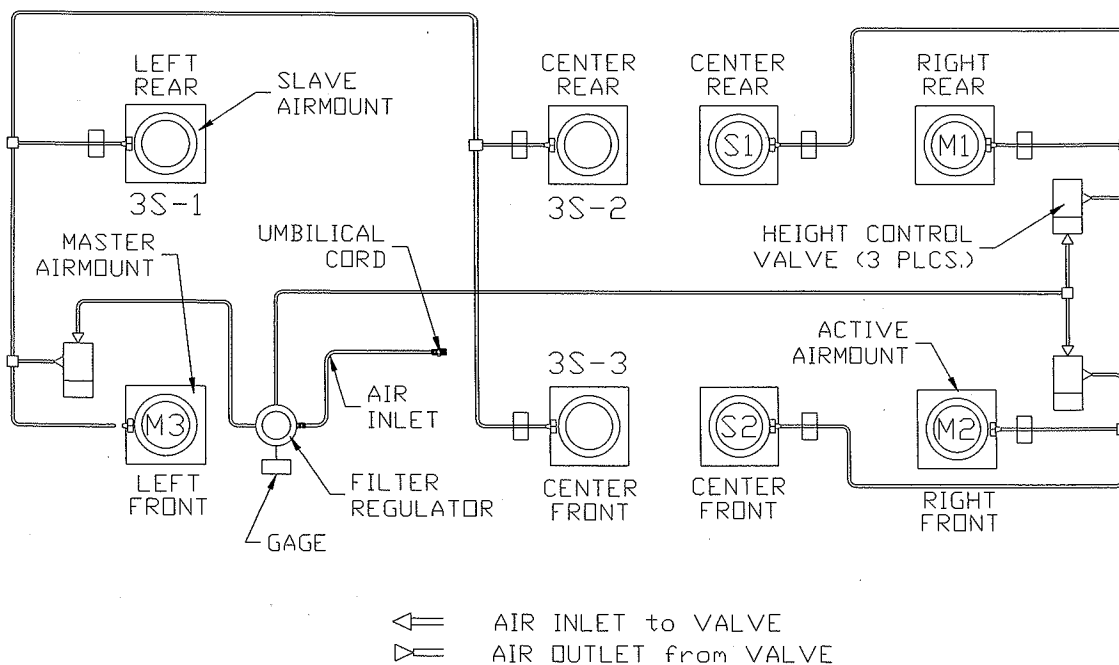 LEFT
REAR
SLAVE
AIRMOUNT
CENTER
REAR
CENTER
REAR
RIGHT
REAR
S1
M1
3S-1
3S-2
MASTER
AIRMOUNT
UMBILICAL
CORD
HEIGHT CONTROL
VALVE (3 PLCS.)
ACTIVE
AIRMOUNT
3S-3
AIR
INLET
M3
S2
M2
LEFT
FRONT
FILTER
REGULATOR
CENTER
FRONT
CENTER
FRONT
RIGHT
FRONT
GAGE
AIR INLET to VALVE
AIR OUTLET from VALVE